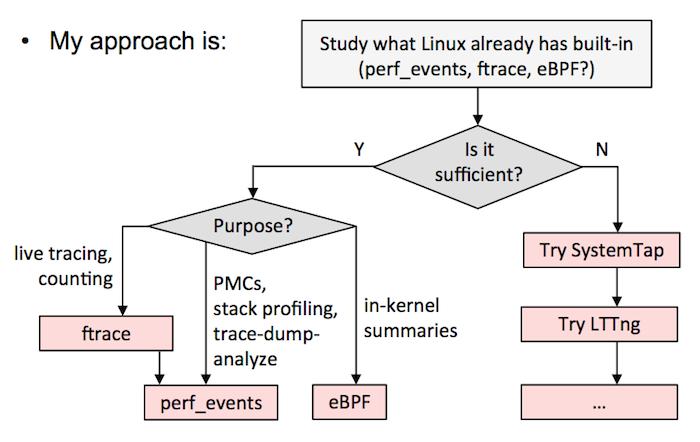 • My approach is:
Study what Linux already has built-in
(perf_events, ftrace, eBPF?)
Y
Is it
sufficient?
N
Purpose?
live tracing,
counting
PMCs,
stack profiling,
trace-dump-
analyze
in-kernel
summaries
Try SystemTap
ftrace
Try LTTng
perf_events
eBPF
...